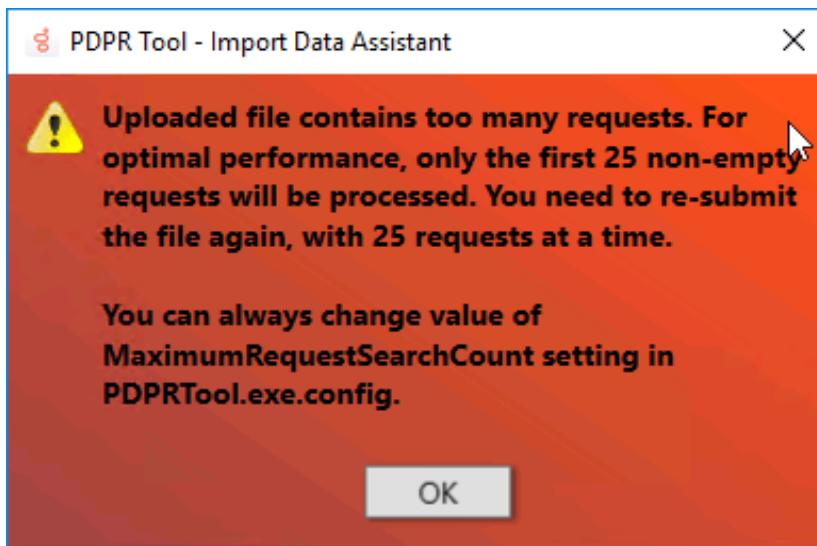 PDPR Tool - Import Data Assistant
Uploaded file contains too many requests. For
optimal performance, only the first 25 non-empty
requests will be processed. You need to re-submit
the file again, with 25 requests at a time.
You can always change value of
MaximumRequestSearchCount setting in
PDPRTool.exe.config.
OK